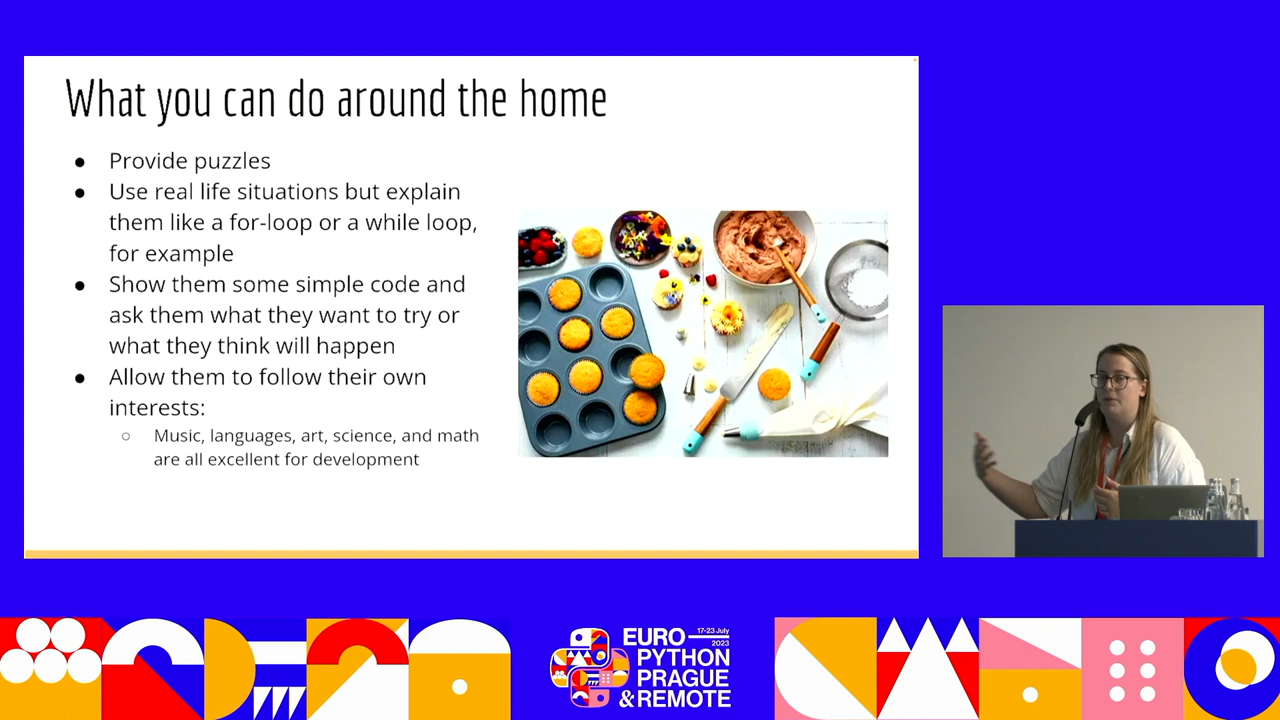 What you can do around the home
● Provide puzzles
● Use real life situations but explain
them like a for-loop or a while loop,
for example
● Show them some simple code and
ask them what they want to try or
what they think will happen
● Allow them to follow their own
interests:
○ Music, languages, art, science, and math
are all excellent for development
EURO 17-23 July
2023
PYTHON
PRAGUE
& REMOTE